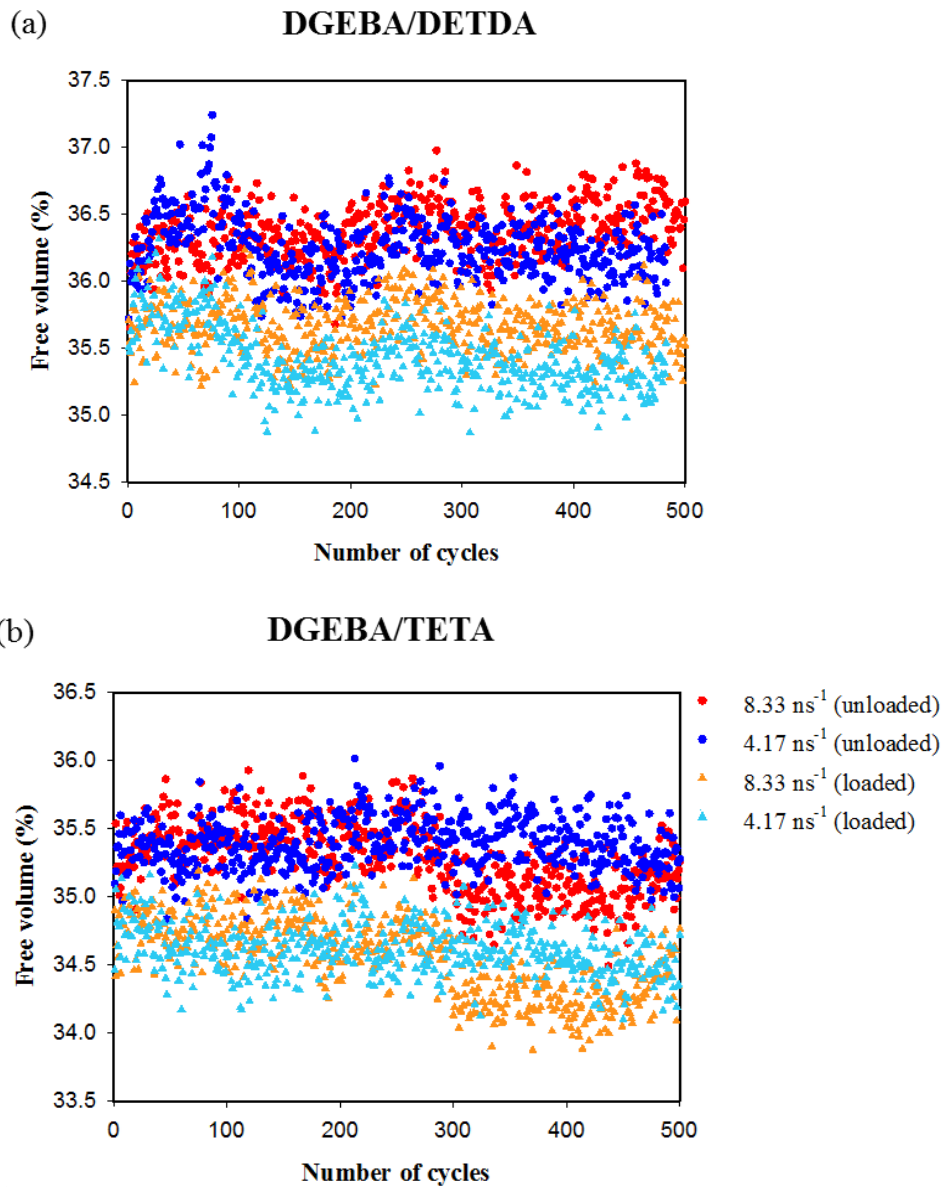 (a)
DGEBA/DETDA
37.5
37.0
36.5
36.0
35.5
35.0
34.5
Free volume (%)
0 100 200 300 400 500
Number of cycles
(b)
DGEBA/TETA
36.5
36.0
35.5
35.0
34.5
34.0
33.5
Free volume (%)
0 100 200 300 400 500
Number of cycles
8.33 ns⁻¹ (unloaded)
4.17 ns⁻¹ (unloaded)
8.33 ns⁻¹ (loaded)
4.17 ns⁻¹ (loaded)